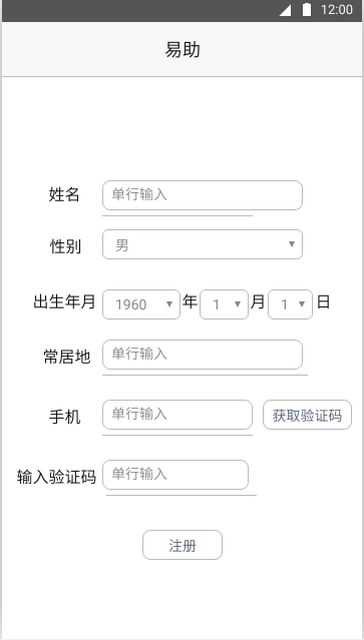 12:00
易助
姓名 单行输入
性别 男 ▼
出生年月 1960 ▼ 年 1 ▼ 月 1 ▼ 日
常居地 单行输入
手机 单行输入 获取验证码
输入验证码 单行输入
注册